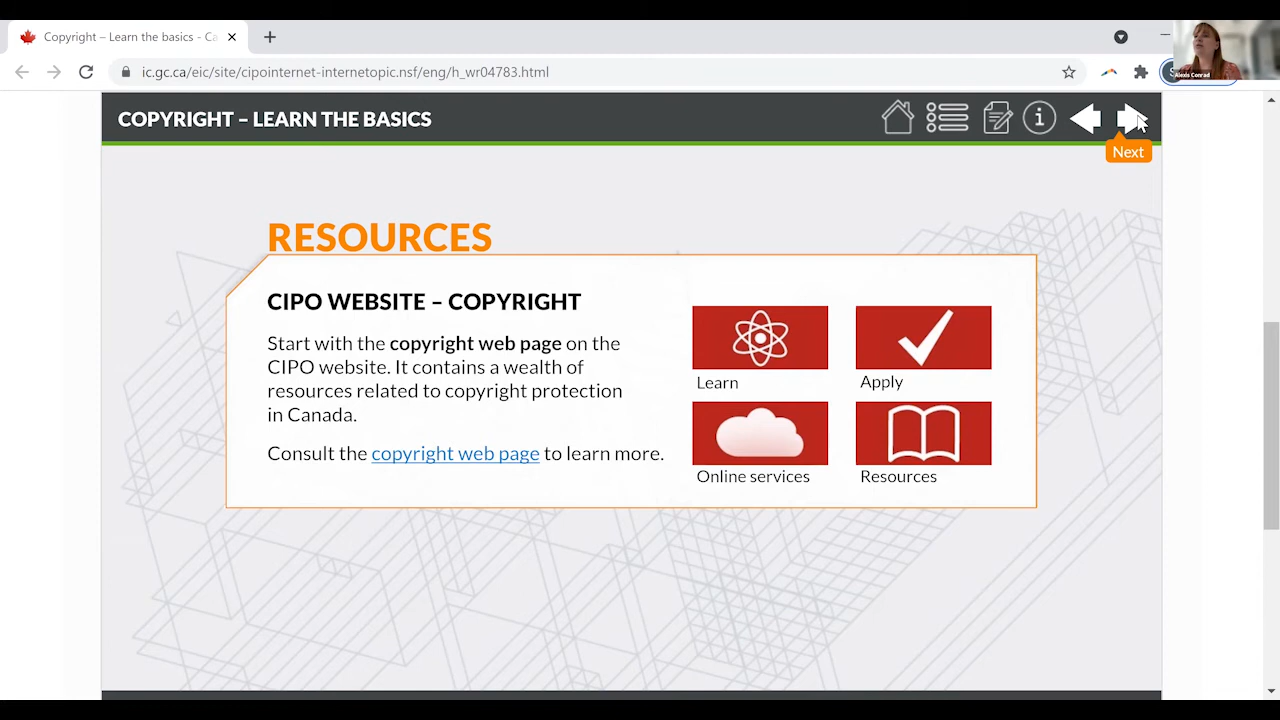 Copyright – Learn the basics - Ca
ic.gc.ca/eic/site/cipointernet-internetopic.nsf/eng/h_wr04783.html
Alexis Conrad
COPYRIGHT – LEARN THE BASICS
Next
RESOURCES
CIPO WEBSITE – COPYRIGHT
Start with the copyright web page on the
CIPO website. It contains a wealth of
resources related to copyright protection
in Canada.
Consult the copyright web page to learn more.
Learn
Apply
Online services
Resources